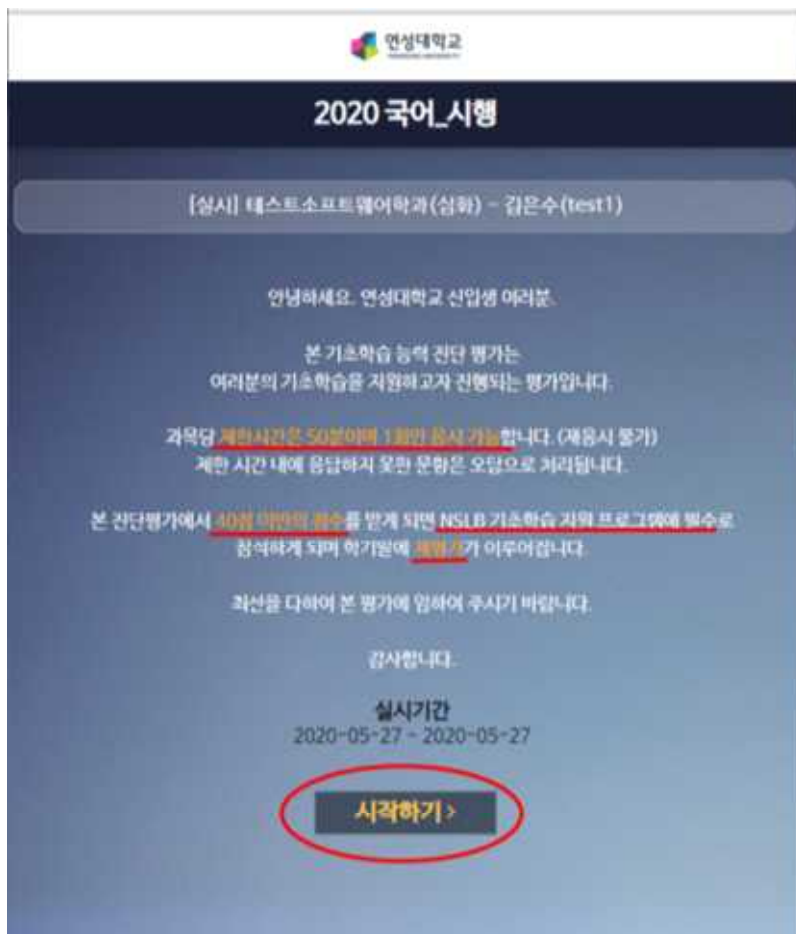 연성대학교
2020 국어_시행
[실시] 테스트소프트웨어학과(심화) - 김은수(test1)
안녕하세요. 연성대학교 신입생 여러분.
본 기초학습 능력 진단 평가는
여러분의 기초학습을 지원하고자 진행되는 평가입니다.
과목당 제한시간은 50분이며 1회만 응시 가능합니다. (재응시 불가)
제한 시간 내에 응답하지 못한 문항은 오답으로 처리됩니다.
본 진단평가에서 40점 미만의 점수를 받게 되면 NSLB 기초학습 지원 프로그램에 필수로
참석하게 되며 학기말에 재평가가 이루어집니다.
최선을 다하여 본 평가에 임하여 주시기 바랍니다.
감사합니다.
실시기간
2020-05-27 ~ 2020-05-27
시작하기 >